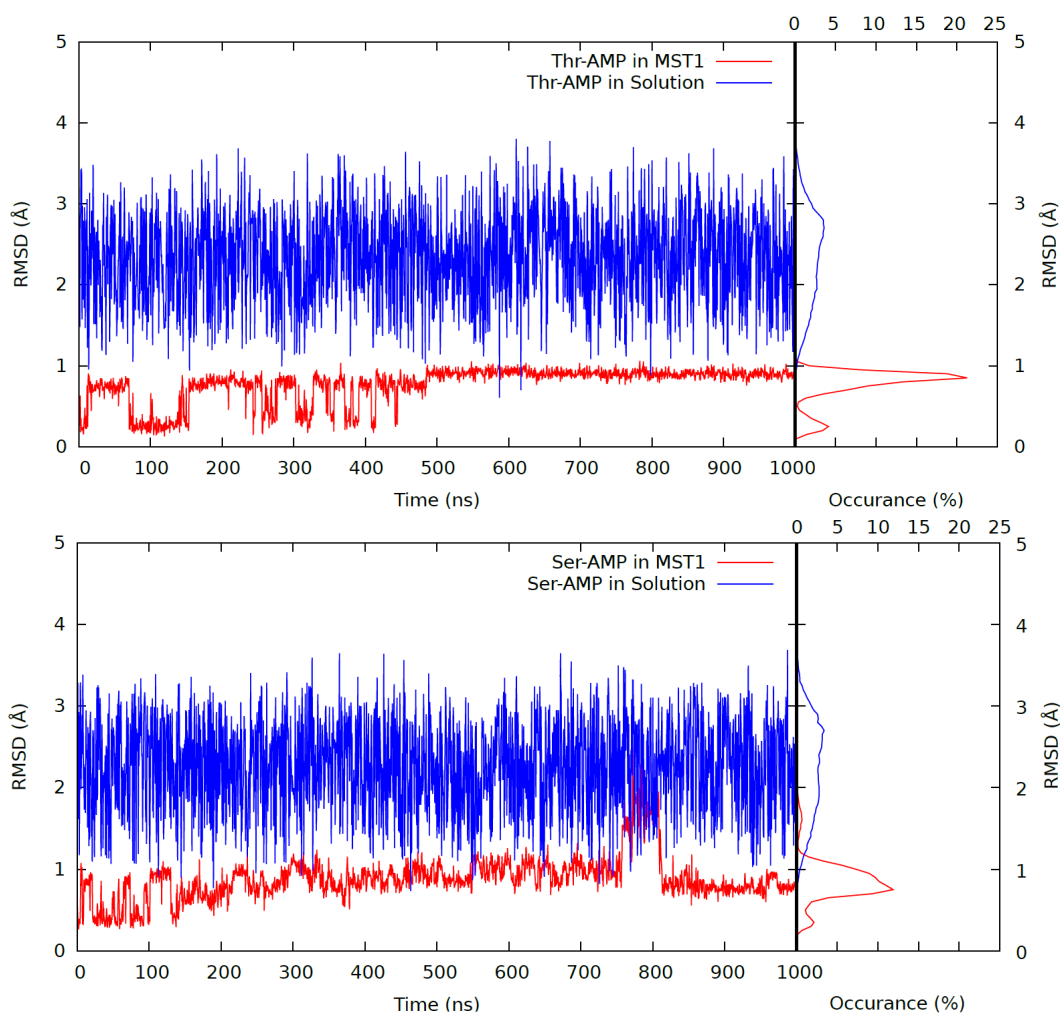 0 5 10 15 20 25
5 5
Thr-AMP in MST1
Thr-AMP in Solution
4 4
3 3
RMSD (Å) RMSD (Å)
2 2
1 1
0 0
0 100 200 300 400 500 600 700 800 900 1000
Time (ns) Occurance (%)
0 5 10 15 20 25
5 5
Ser-AMP in MST1
Ser-AMP in Solution
4 4
3 3
RMSD (Å) RMSD (Å)
2 2
1 1
0 0
0 100 200 300 400 500 600 700 800 900 1000
Time (ns) Occurance (%)